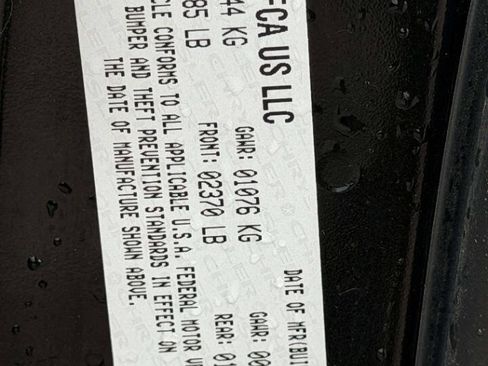 FCA US LLC
DATE OF MFR
44 KG GAWR: 01076 KG GAWR: 00
85 LB FRONT: 02370 LB REAR: 01
CLE CONFORMS TO ALL APPLICABLE U.S.A. FEDERAL MOTOR
BUMPER AND THEFT PREVENTION STANDARDS IN EFFECT ON
THE DATE OF MANUFACTURE SHOWN ABOVE.